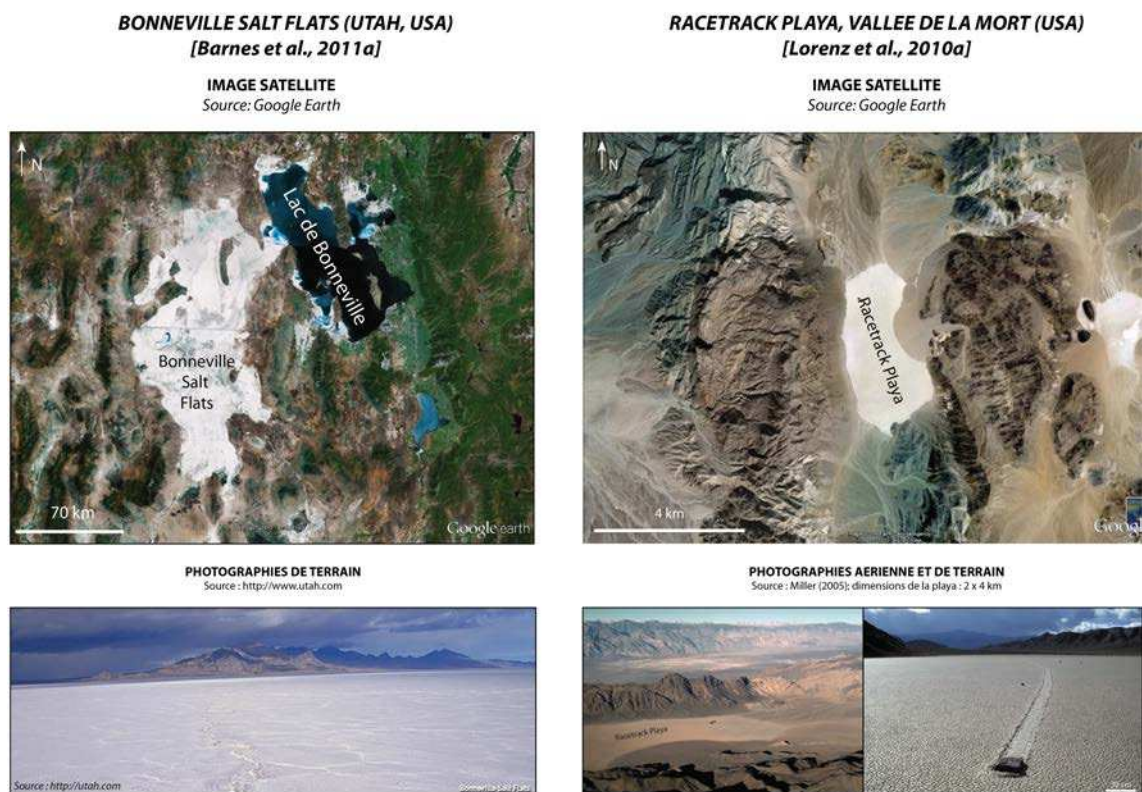 BONNEVILLE SALT FLATS (UTAH, USA)
[Barnes et al., 2011a]
IMAGE SATELLITE
Source: Google Earth
N
Lac de Bonneville
Bonneville
Salt
Flats
70 km
Google earth
PHOTOGRAPHIES DE TERRAIN
Source : http://www.utah.com
Source : http://utah.com
RACETRACK PLAYA, VALLEE DE LA MORT (USA)
[Lorenz et al., 2010a]
IMAGE SATELLITE
Source: Google Earth
N
Racetrack Playa
4 km
Goog
PHOTOGRAPHIES AERIENNE ET DE TERRAIN
Source : Miller (2005); dimensions de la playa : 2 x 4 km
Racetrack Playa